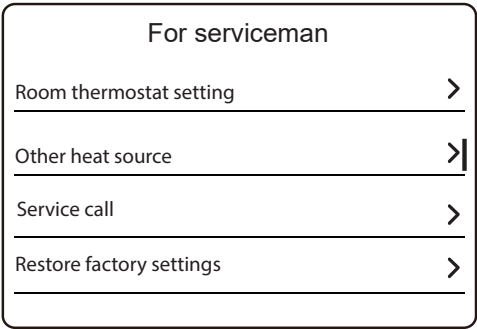 For serviceman
Room thermostat setting
Other heat source
Service call
Restore factory settings